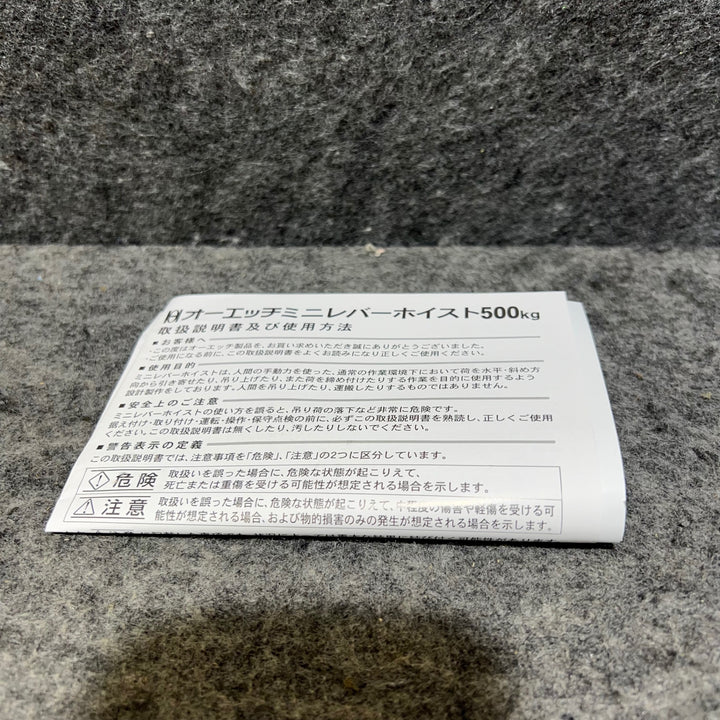 オーエッチミニレバーホイスト500kg
取扱説明書及び使用方法
■お客様へ
・この度はオーエッチ製品を、お買い求めいただき誠にありがとうございました。
・ご使用になる前に、この取扱説明書をよくお読みになり正しくご使用ください。
■使用目的
ミニレバーホイストは、人間の手動力を使った、通常の作業環境下において荷を水平・斜め方
向から引き寄せたり、吊り上げたり、また荷を締め付けたりする作業を目的に使用するよう
設計製作をしております。人間を吊り上げたり、運搬したりするものではありません。
■安全上のご注意
ミニレバーホイストの使い方を誤ると、吊り荷の落下など非常に危険です。
据え付け・取り付け・運転・操作・保守点検の前に、必ずこの取扱説明書を熟読し、正しくご使用
ください。この取扱説明書は無くしたり、汚したりしないでください。
■警告表示の定義
この取扱説明書では、注意事項を「危険」、「注意」の2つに区分しています。
危険 取扱いを誤った場合に、危険な状態が起こりえて、
死亡または重傷を受ける可能性が想定される場合を示します。
注意 取扱いを誤った場合に、危険な状態が起こりえて、中程度の傷害や軽傷を受ける可
能性が想定される場合、および物的損害のみの発生が想定される場合を示します。